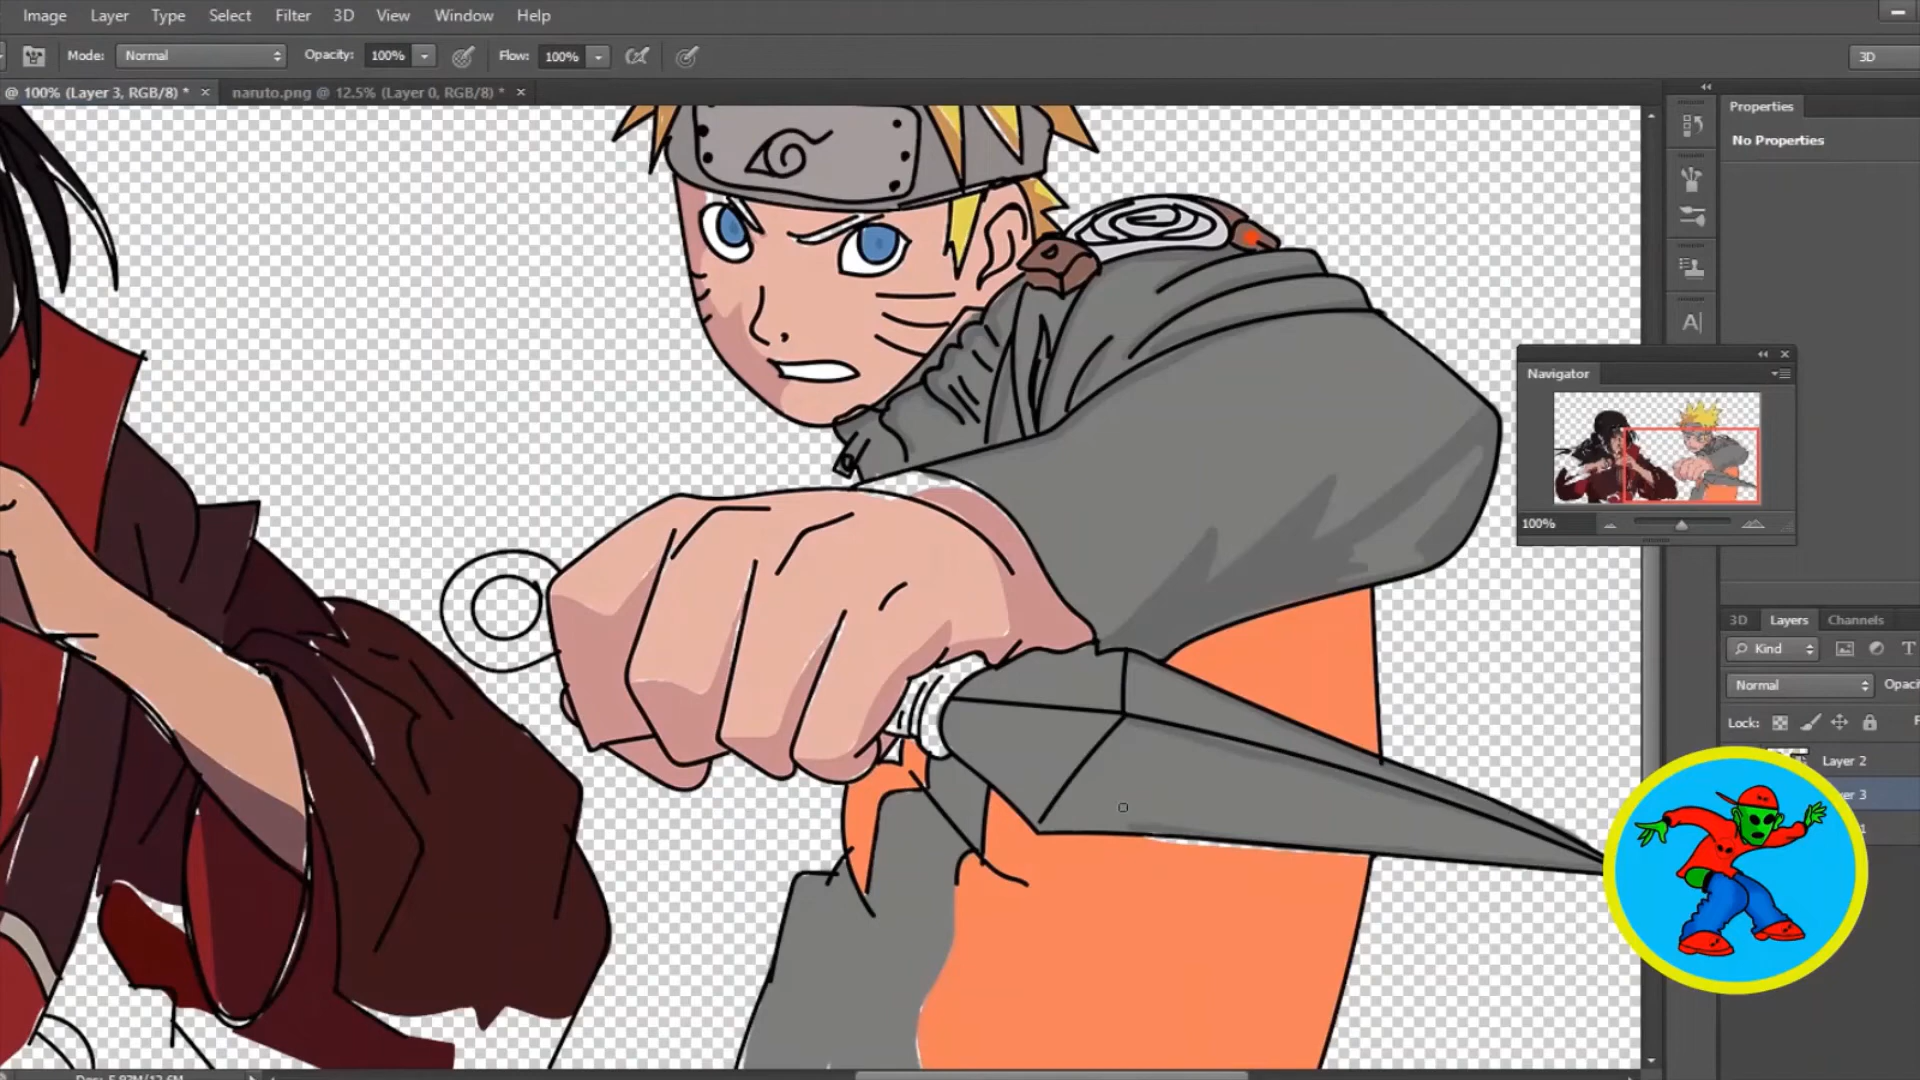 Image Layer Type Select Filter 3D View Window Help
Mode: Normal Opacity: 100% Flow: 100% 3D
@ 100% (Layer 3, RGB/8) * × naruto.png @ 12.5% (Layer 0, RGB/8) * ×
Properties
No Properties
A|
Navigator
100%
3D Layers Channels
Kind T
Normal Opacit
Lock:
Layer 2
er 3